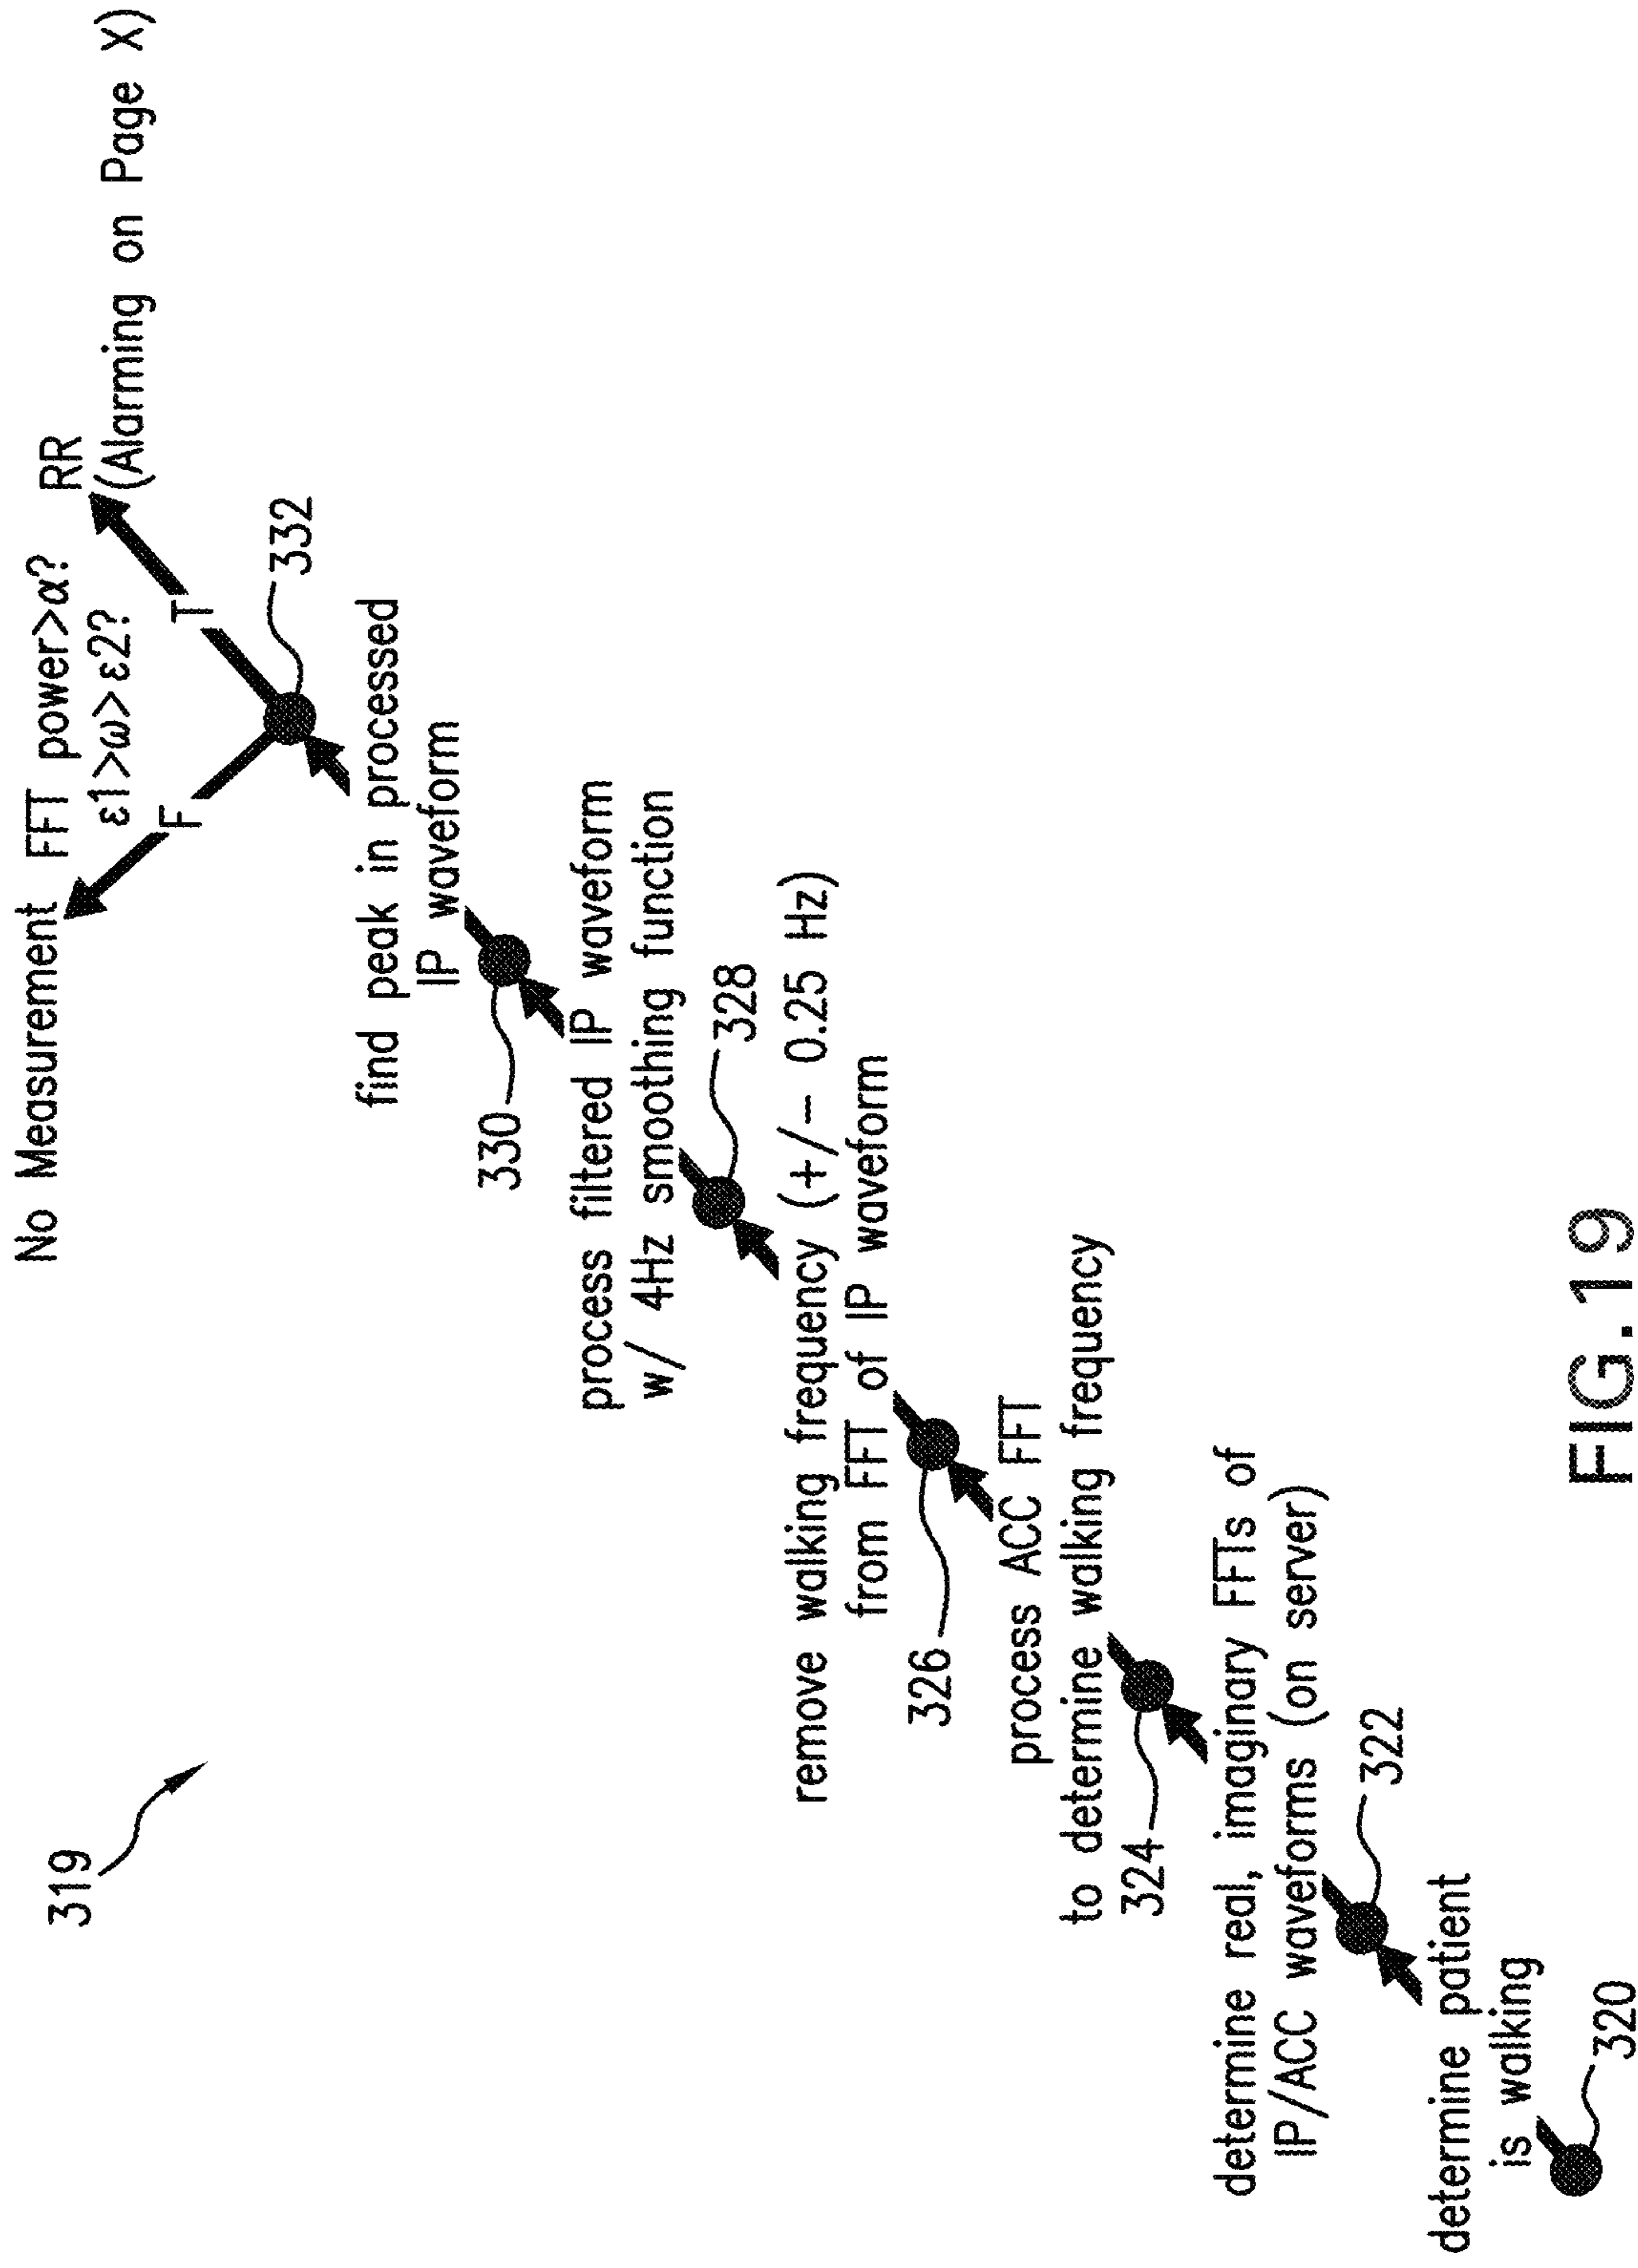 319
No Measurement
FFT power>α?
ε1>ω>ε2?
RR
(Alarming on Page X)
F
T
332
find peak in processed
IP waveform
330
process filtered IP waveform
w/ 4Hz smoothing function
328
remove walking frequency (+/- 0.25 Hz)
from FFT of IP waveform
326
process ACC FFT
to determine walking frequency
324
determine real, imaginary FFTs of
IP/ACC waveforms (on server)
322
determine patient
is walking
320
FIG.19